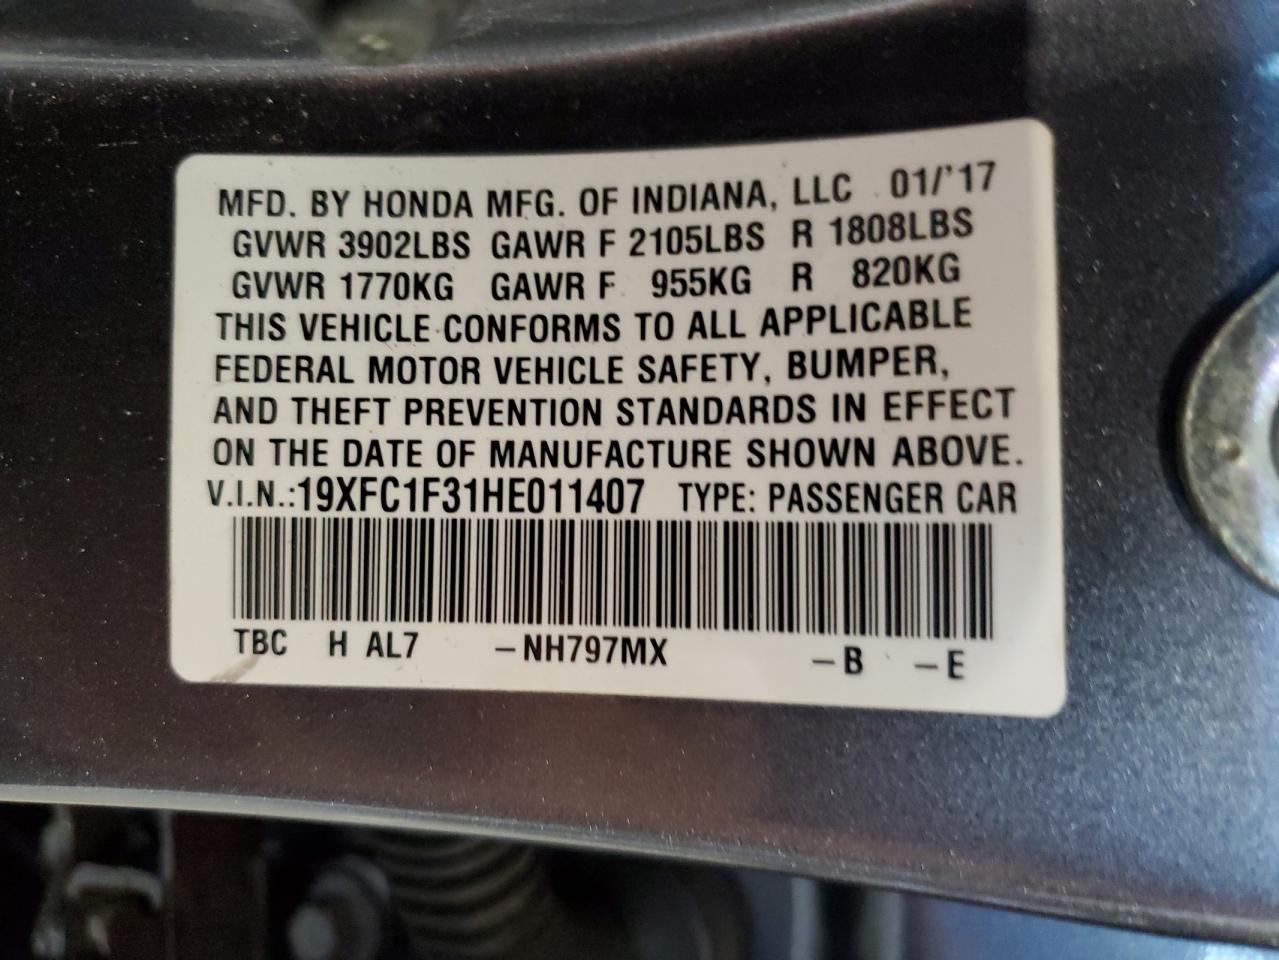 MFD. BY HONDA MFG. OF INDIANA, LLC 01/'17
GVWR 3902LBS GAWR F 2105LBS R 1808LBS
GVWR 1770KG GAWR F 955KG R 820KG
THIS VEHICLE CONFORMS TO ALL APPLICABLE
FEDERAL MOTOR VEHICLE SAFETY, BUMPER,
AND THEFT PREVENTION STANDARDS IN EFFECT
ON THE DATE OF MANUFACTURE SHOWN ABOVE.
V.I.N.:19XFC1F31HE011407 TYPE: PASSENGER CAR
TBC H AL7 -NH797MX -B -E